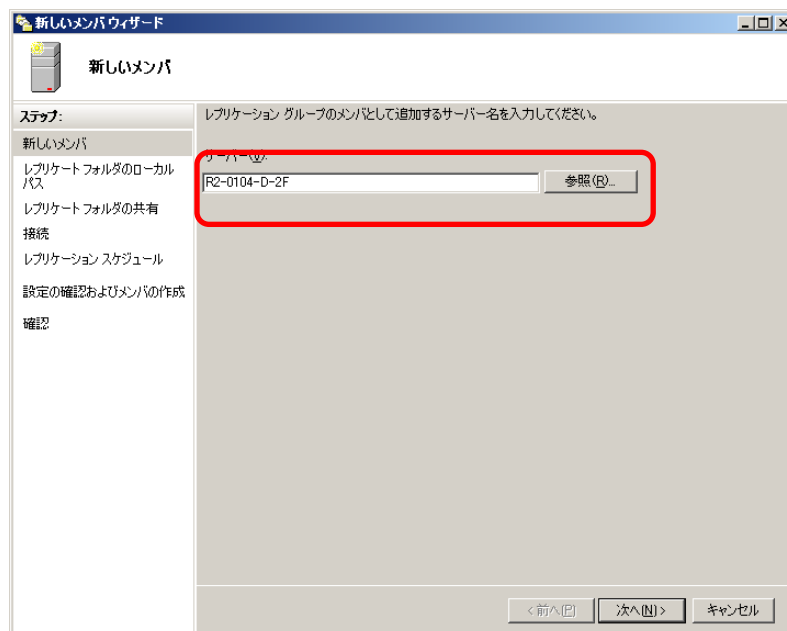 新しいメンバ ウィザード
新しいメンバ
ステップ:
新しいメンバ
レプリケート フォルダのローカル
パス
レプリケート フォルダの共有
接続
レプリケーション スケジュール
設定の確認およびメンバの作成
確認
レプリケーション グループのメンバとして追加するサーバー名を入力してください。
サーバー(V):
R2-0104-D-2F
参照(R)...
<前へ(P)
次へ(N)>
キャンセル